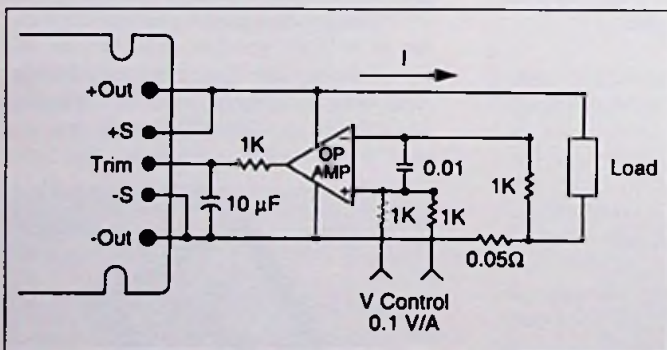 I
+Out
+S
Trim
-S
-Out
1K
10 µF
OP
AMP
−
+
0.01
1K
1K
1K
Load
0.05Ω
V Control
0.1 V/A